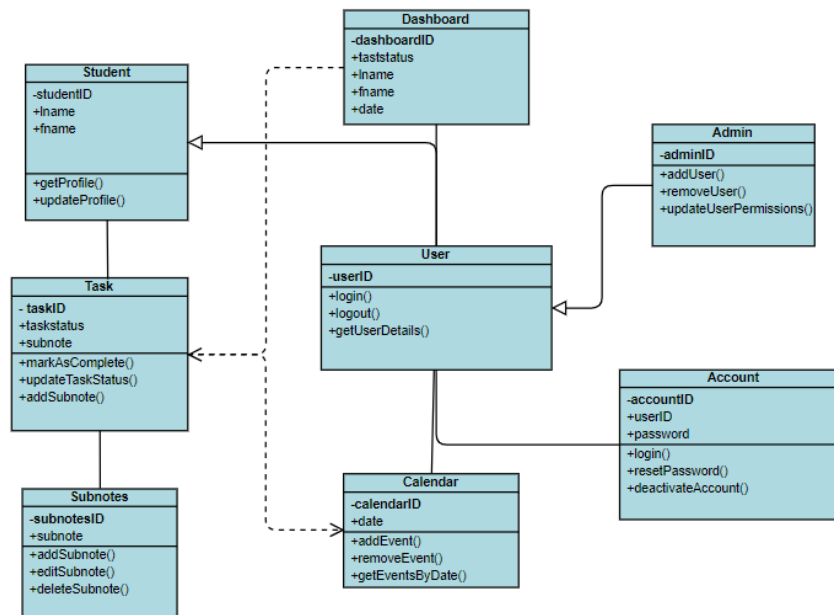 Dashboard
-dashboardID
+taststatus
+lname
+fname
+date
Student
-studentID
+lname
+fname
+getProfile()
+updateProfile()
Admin
-adminID
+addUser()
+removeUser()
+updateUserPermissions()
User
-userID
+login()
+logout()
+getUserDetails()
Task
- taskID
+taskstatus
+subnote
+markAsComplete()
+updateTaskStatus()
+addSubnote()
Account
-accountID
+userID
+password
+login()
+resetPassword()
+deactivateAccount()
Calendar
-calendarID
+date
+addEvent()
+removeEvent()
+getEventsByDate()
Subnotes
-subnotesID
+subnote
+addSubnote()
+editSubnote()
+deleteSubnote()